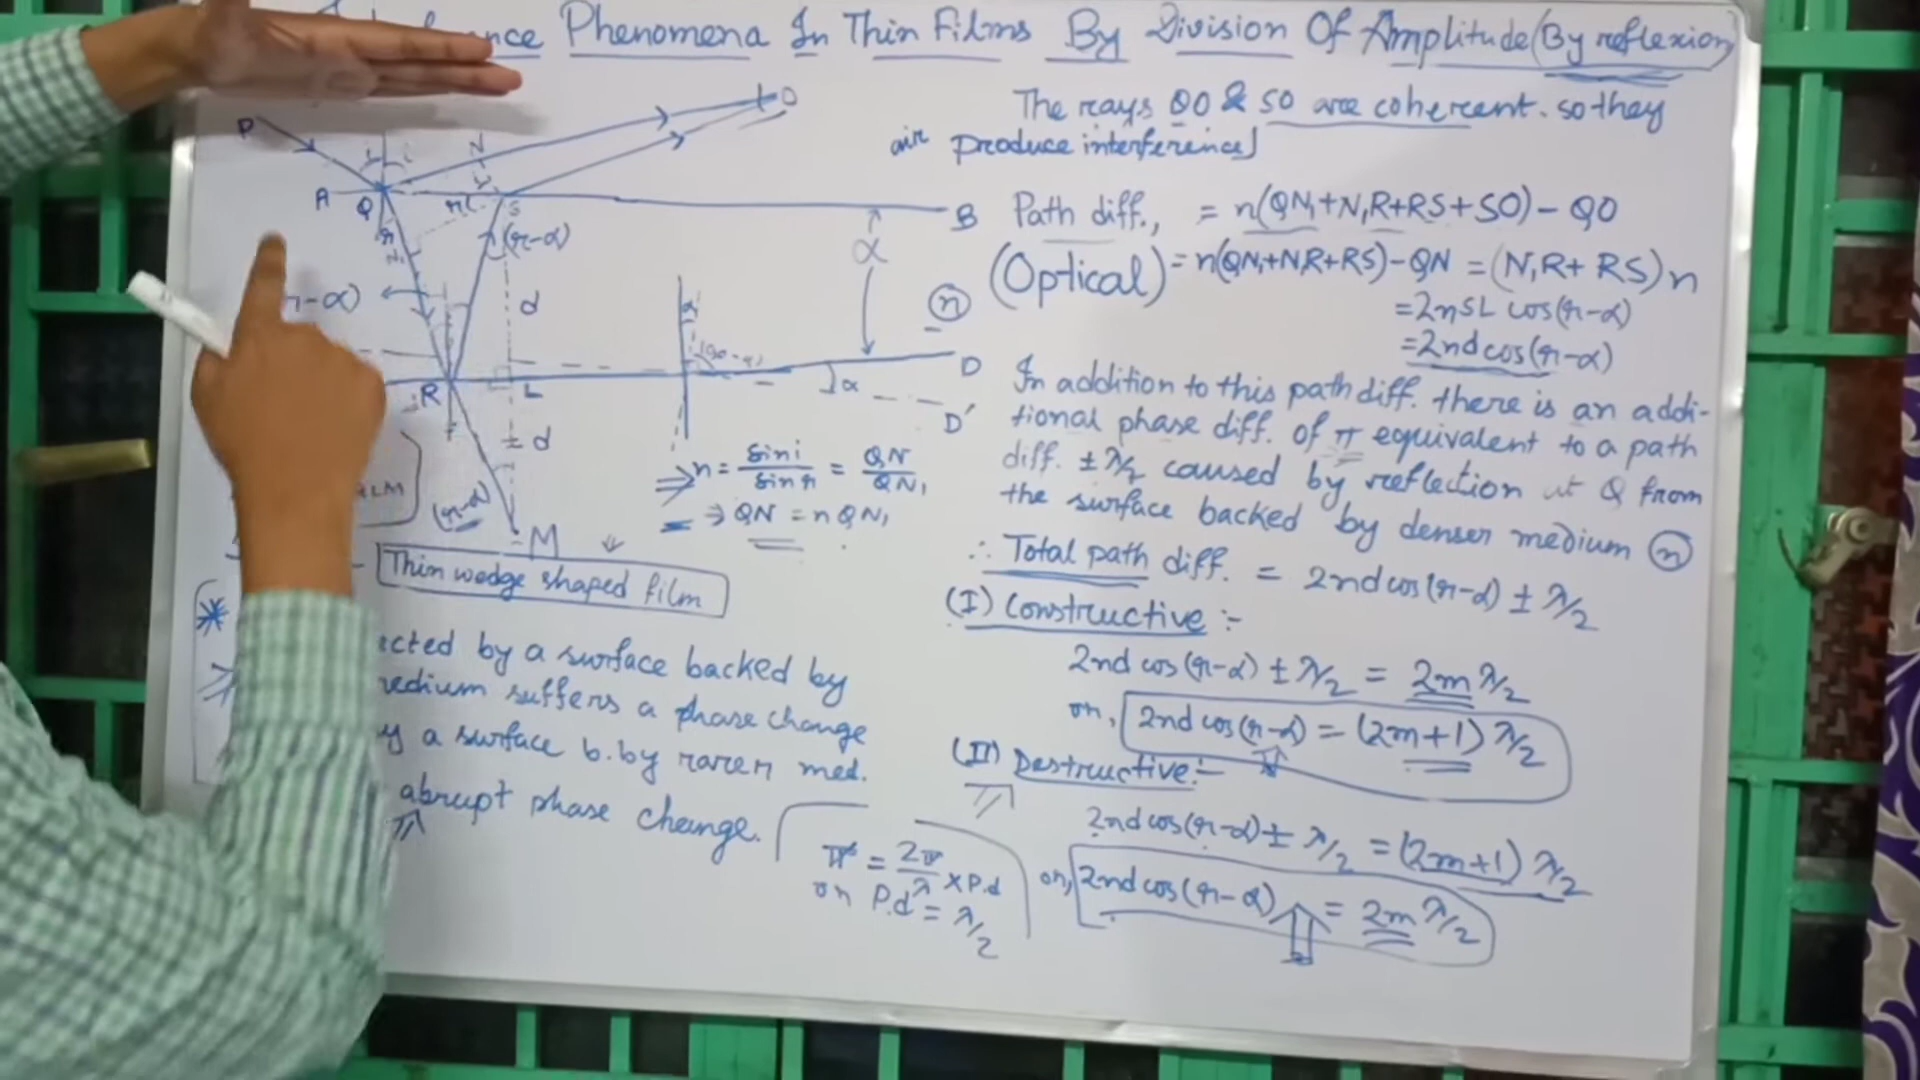 nce Phenomena In Thin Films By Division Of Amplitude (By reflexion)
The rays QO & SO are coherent. so they
air produce interference
Path diff., = n(QN₁+N₁R+RS+SO) - QO
(Optical) = n(QN₁+N₁R+RS) - QN = (N₁R+ RS)n
= 2nSL cos(r-α)
= 2nd cos(r-α)
In addition to this path diff. there is an addi-
tional phase diff. of π equivalent to a path
diff. ± λ/2 caused by reflection at Q from
the surface backed by denser medium (n)
∴ Total path diff. = 2nd cos(r-α) ± λ/2
(I) Constructive :-
2nd cos(r-α) ± λ/2 = 2m λ/2
or, 2nd cos(r-α) = (2m+1) λ/2
(II) Destructive:-
2nd cos(r-α) ± λ/2 = (2m+1) λ/2
or, 2nd cos(r-α) = 2m λ/2
P
O
N
i
i
A
Q
r
S
B
r
N₁
(r-α)
α
r-α)
d
n
(90-α)
R
L
D
α
D'
d
(r-α)
M
⇒ n = sin i / sin r = QN / QN₁
⇒ QN = n QN₁
Thin wedge shaped film
cted by a surface backed by
medium suffers a phase change
y a surface b.by rarer med.
abrupt phase change.
π = 2π/λ × P.d
or P.d = λ/2